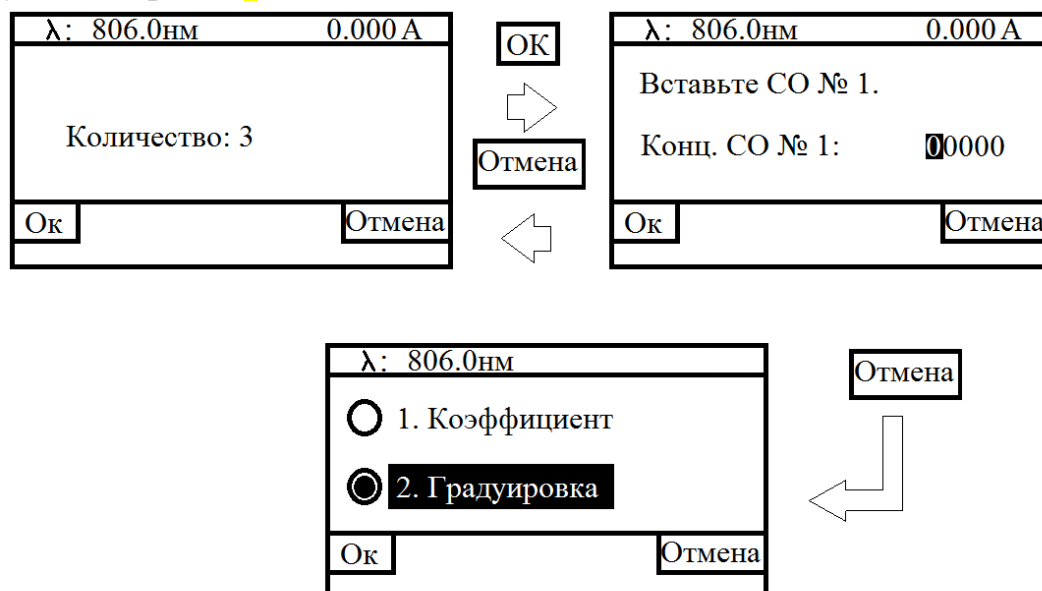 λ: 806.0нм 0.000 А
Количество: 3
Ок Отмена
ОК
Отмена
λ: 806.0нм 0.000 А
Вставьте СО № 1.
Конц. СО № 1: 00000
Ок Отмена
λ: 806.0нм
1. Коэффициент
2. Градуировка
Ок Отмена
Отмена